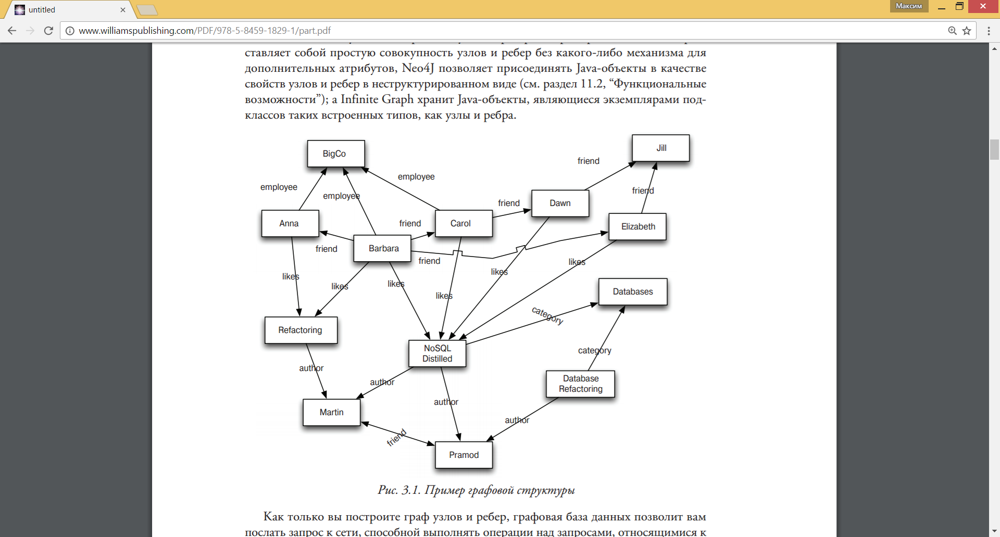 untitled
Максим
www.williamspublishing.com/PDF/978-5-8459-1829-1/part.pdf
ставляет собой простую совокупность узлов и ребер без какого-либо механизма для
дополнительных атрибутов, Neo4J позволяет присоединять Java-объекты в качестве
свойств узлов и ребер в неструктурированном виде (см. раздел 11.2, “Функциональные
возможности”); а Infinite Graph хранит Java-объекты, являющиеся экземплярами под-
классов таких встроенных типов, как узлы и ребра.
Jill
BigCo
friend
employee
employee
friend
employee
friend
Dawn
Anna
friend
Carol
Elizabeth
friend
Barbara
friend
likes
likes
likes
likes
likes
likes
Databases
likes
category
Refactoring
NoSQL
Distilled
category
author
author
Database
Refactoring
author
Martin
author
friend
Pramod
Рис. 3.1. Пример графовой структуры
Как только вы построите граф узлов и ребер, графовая база данных позволит вам
послать запрос к сети, способной выполнять операции над запросами, относящимися к